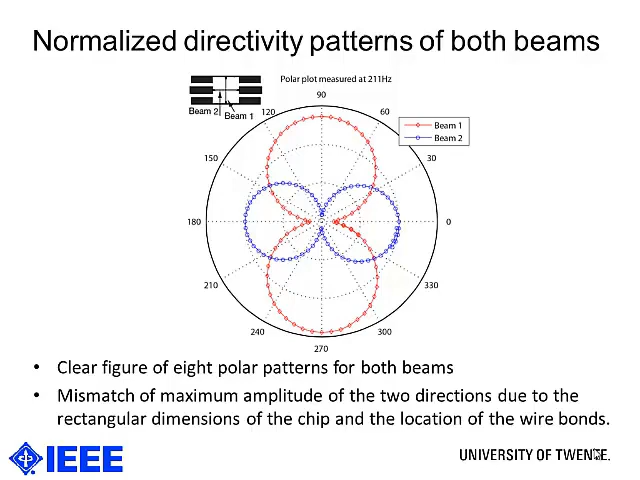 Normalized directivity patterns of both beams
Polar plot measured at 211Hz
Beam 2
Beam 1
90
60
30
0
330
300
270
240
210
180
150
120
Beam 1
Beam 2
• Clear figure of eight polar patterns for both beams
• Mismatch of maximum amplitude of the two directions due to the
rectangular dimensions of the chip and the location of the wire bonds.
IEEE
UNIVERSITY OF TWENTE.